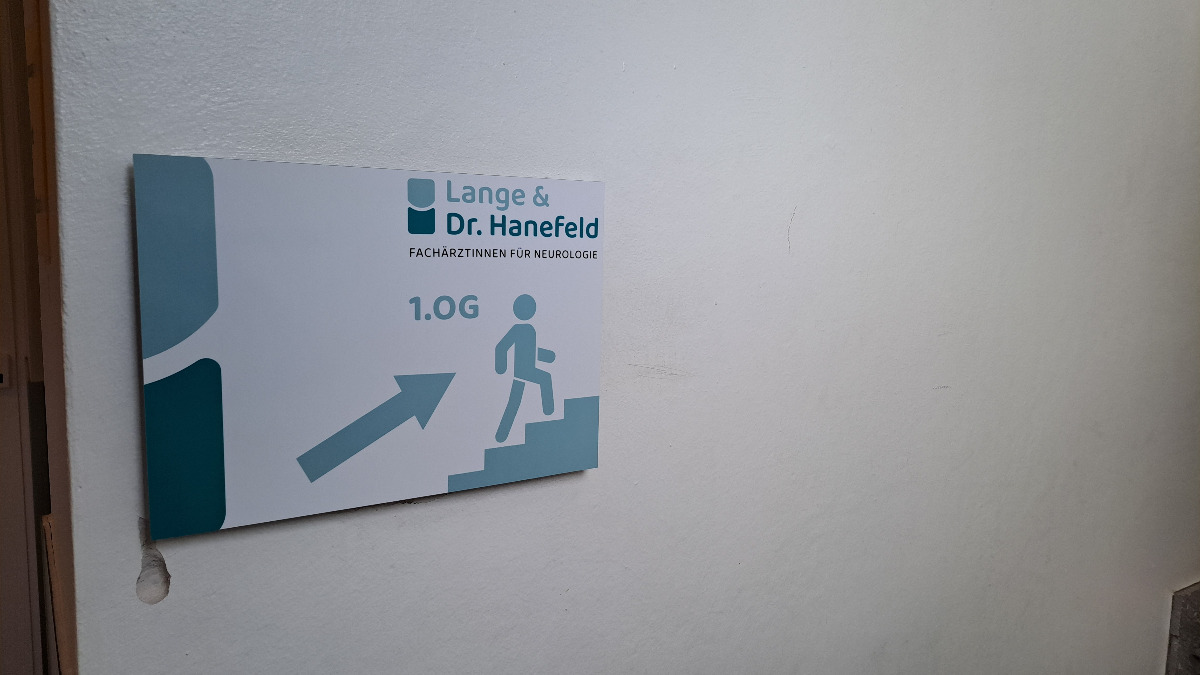 Lange &
Dr. Hanefeld
FACHÄRZTINNEN FÜR NEUROLOGIE
1.OG